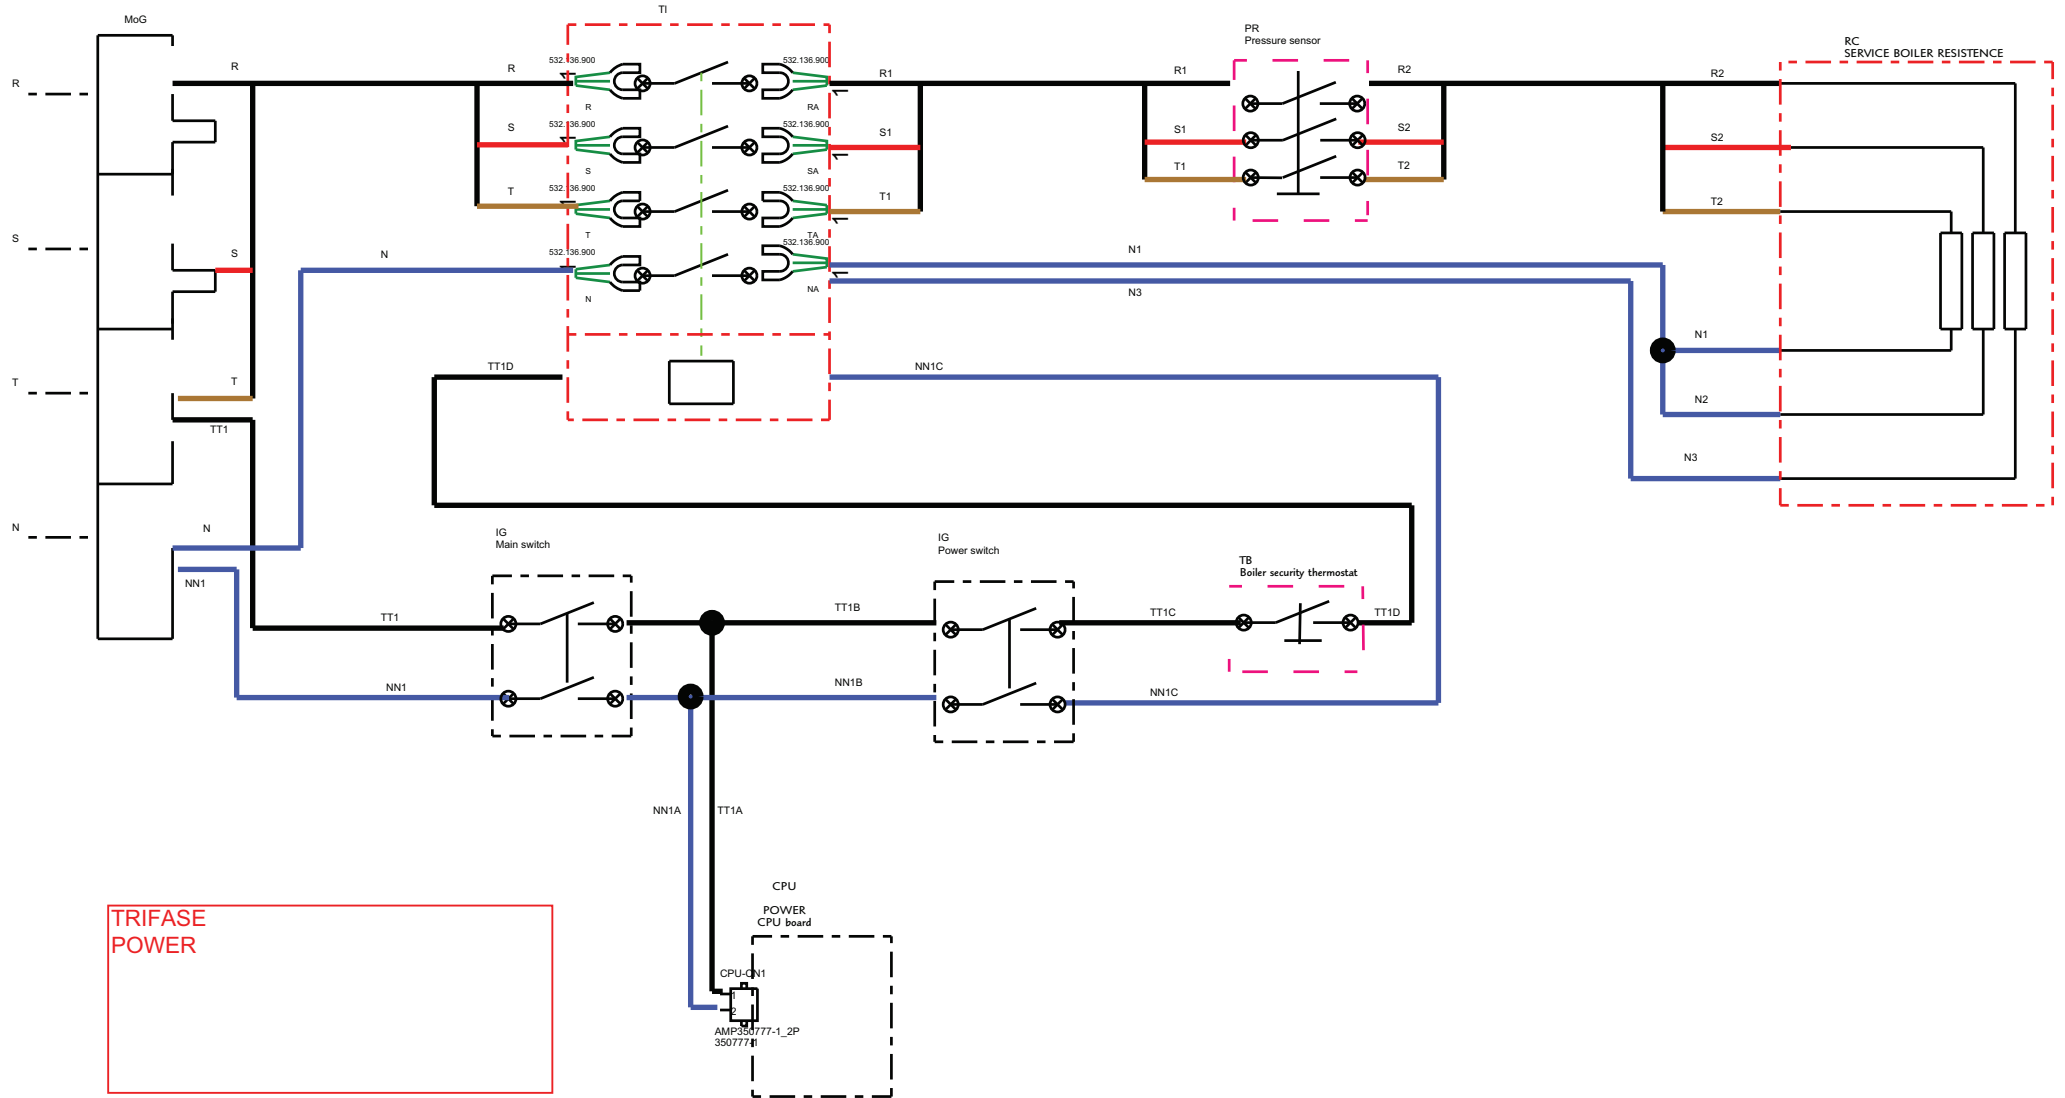 MoG
TI
PR
Pressure sensor
RC
SERVICE BOILER RESISTENCE
R
R
R
532.136.900
532.136.900
R1
R1
R2
R2
R
RA
S
532.136.900
532.136.900
S1
S1
S2
S2
S
SA
T
532.136.900
532.136.900
T1
T1
T2
T2
T
TA
S
S
N
532.136.900
532.136.900
N1
N
NA
N3
N1
T
T
TT1D
NN1C
N2
TT1
N3
N
N
IG
Main switch
IG
Power switch
TB
Boiler security thermostat
NN1
TT1
TT1B
TT1C
TT1D
NN1
NN1B
NN1C
NN1A
TT1A
CPU
POWER
CPU board
TRIFASE
POWER
CPU-CN1
1
2
AMP350777-1_2P
350777-1